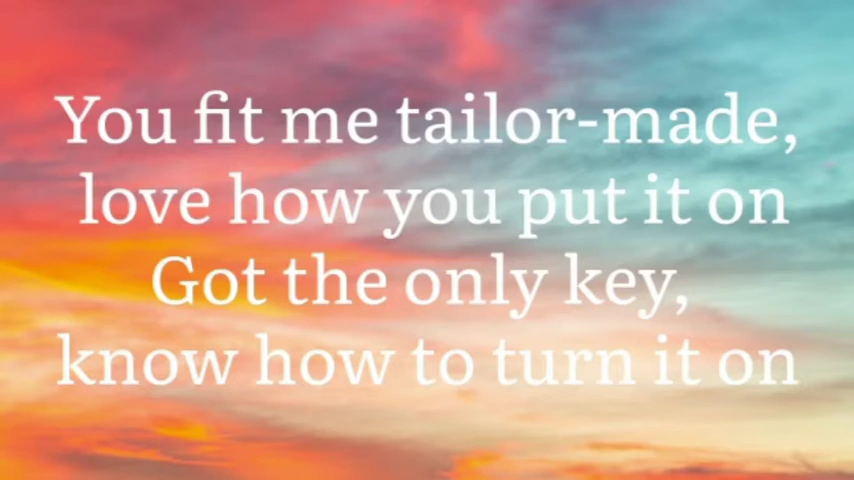 You fit me tailor-made,
love how you put it on
Got the only key,
know how to turn it on